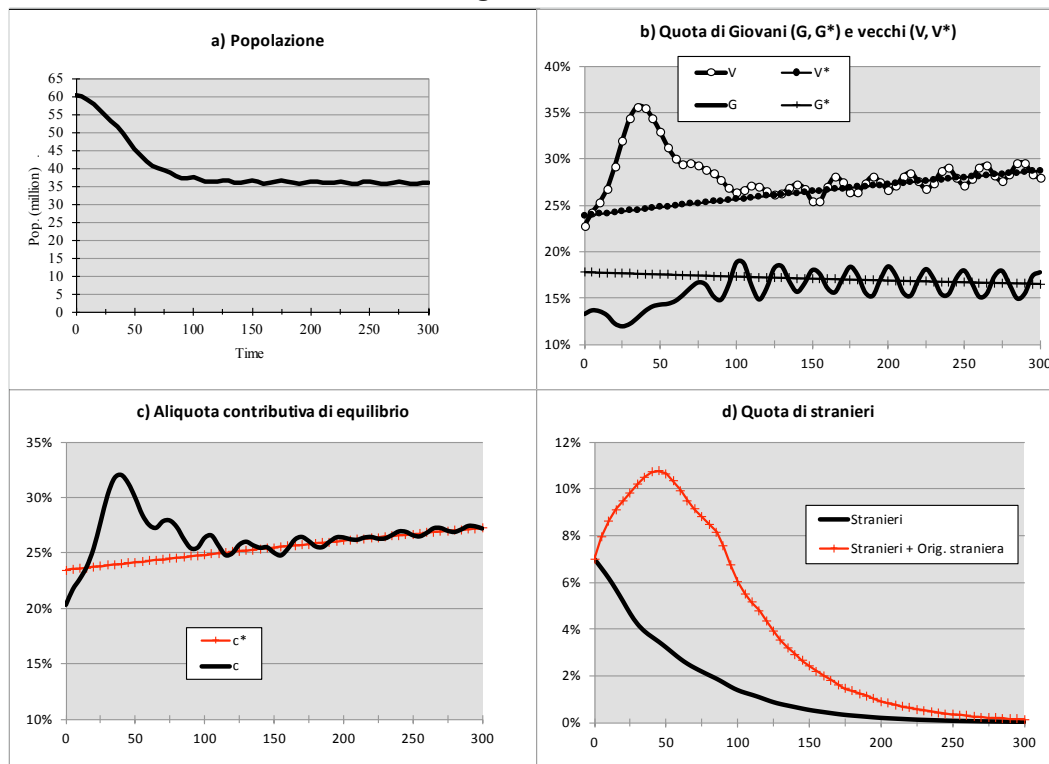 a) Popolazione
65
60
55
50
45
40
35
30
25
20
15
10
5
0
Pop. (million) .
0 50 100 150 200 250 300
Time
b) Quota di Giovani (G, G*) e vecchi (V, V*)
V V*
G G*
40%
35%
30%
25%
20%
15%
10%
0 50 100 150 200 250 300
c) Aliquota contributiva di equilibrio
35%
30%
25%
20%
15%
10%
c*
c
0 50 100 150 200 250 300
d) Quota di stranieri
12%
10%
8%
6%
4%
2%
0%
Stranieri
Stranieri + Orig. straniera
0 50 100 150 200 250 300